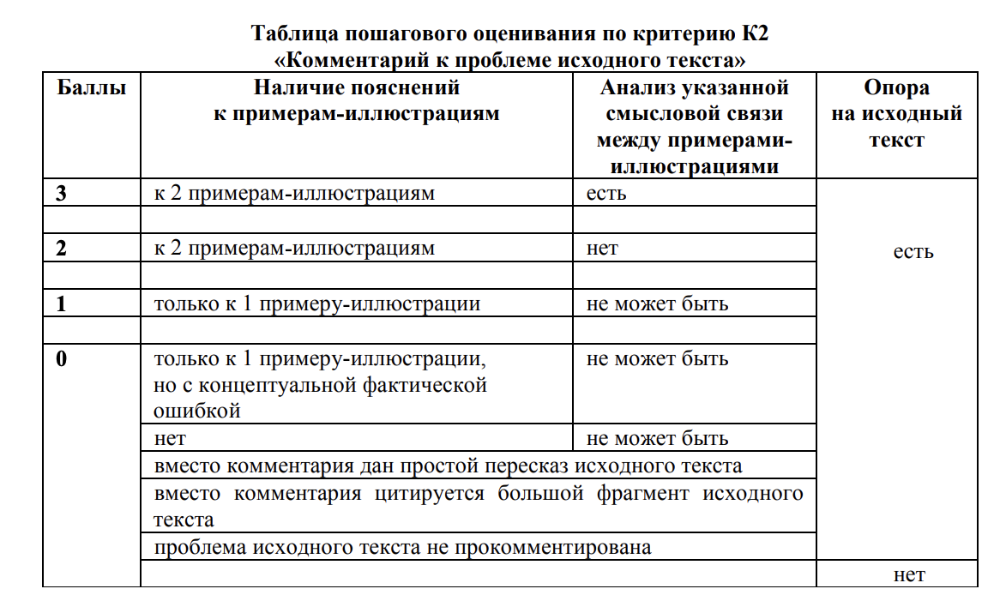 Таблица пошагового оценивания по критерию К2
«Комментарий к проблеме исходного текста»
Баллы
Наличие пояснений
к примерам-иллюстрациям
Анализ указанной
смысловой связи
между примерами-
иллюстрациями
Опора
на исходный
текст
3
к 2 примерам-иллюстрациям
есть
2
к 2 примерам-иллюстрациям
нет
есть
1
только к 1 примеру-иллюстрации
не может быть
0
только к 1 примеру-иллюстрации,
но с концептуальной фактической
ошибкой
не может быть
нет
не может быть
вместо комментария дан простой пересказ исходного текста
вместо комментария цитируется большой фрагмент исходного
текста
проблема исходного текста не прокомментирована
нет